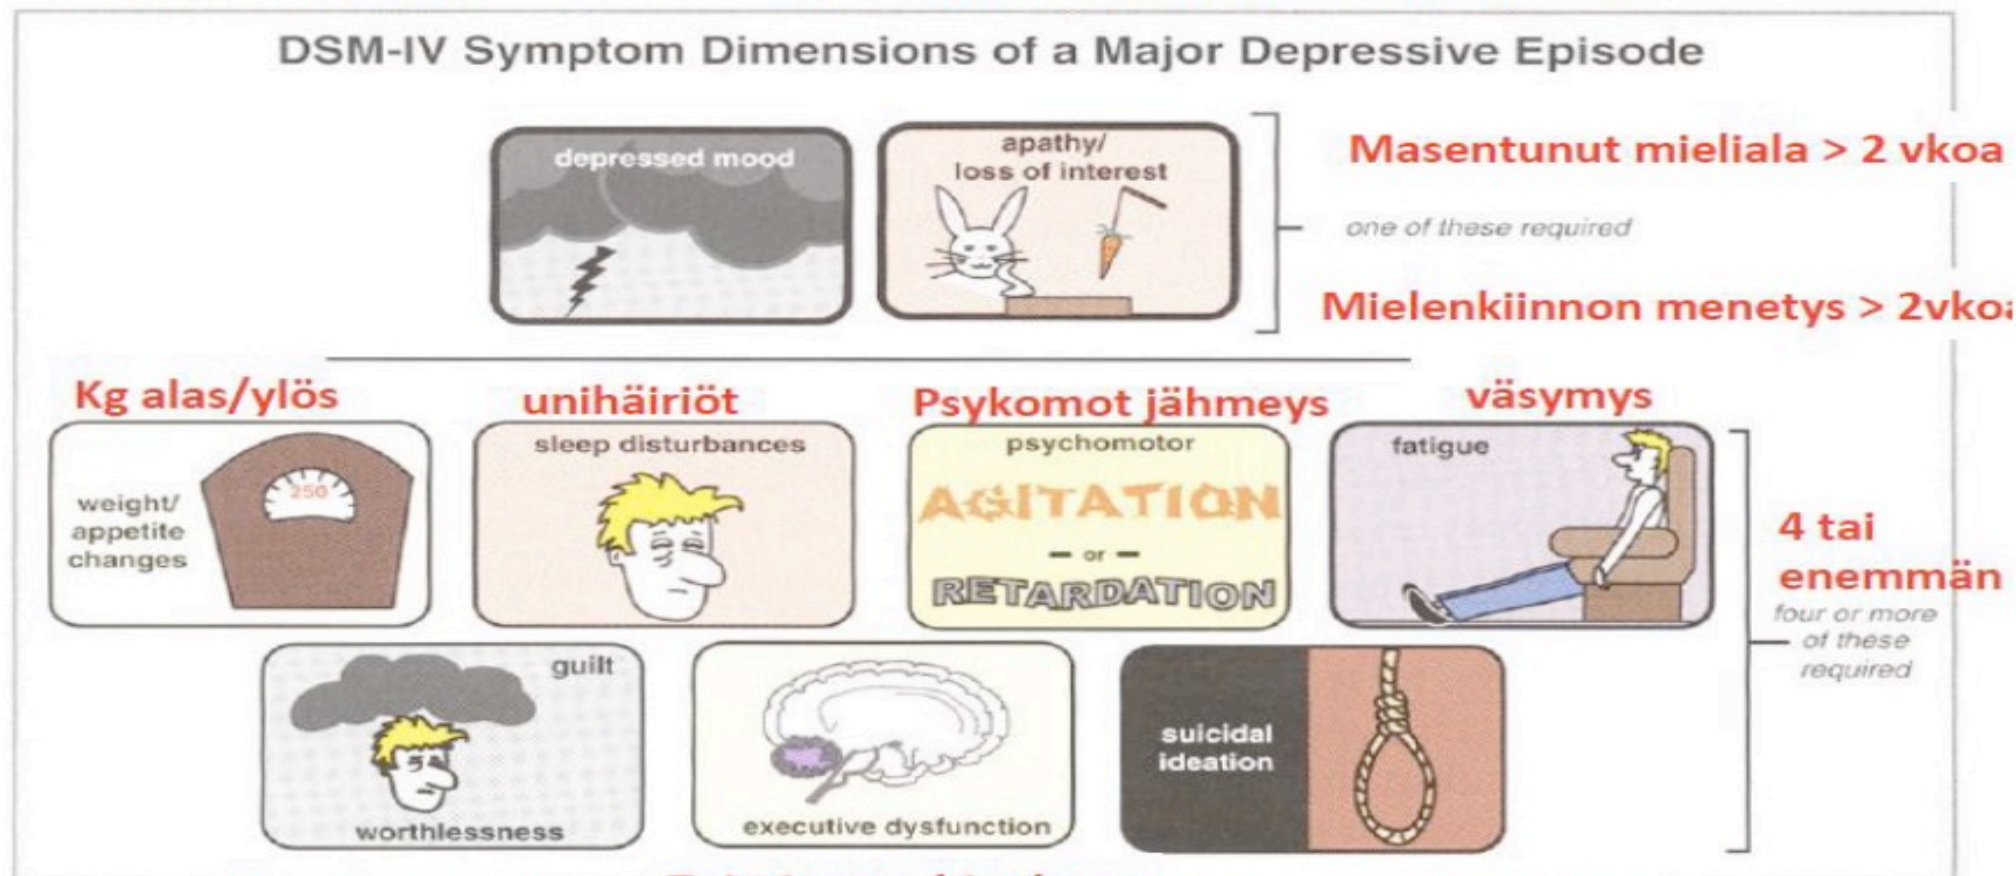 DSM-IV Symptom Dimensions of a Major Depressive Episode
depressed mood
apathy/
loss of interest
Masentunut mieliala > 2 vkoa
one of these required
Mielenkiinnon menetys > 2vkoa
Kg alas/ylös
unihäiriöt
Psykomot jähmeys
väsymys
weight/
appetite
changes
250
sleep disturbances
psychomotor
AGITATION
– or –
RETARDATION
fatigue
4 tai
enemmän
four or more
of these
required
guilt
worthlessness
executive dysfunction
suicidal
ideation